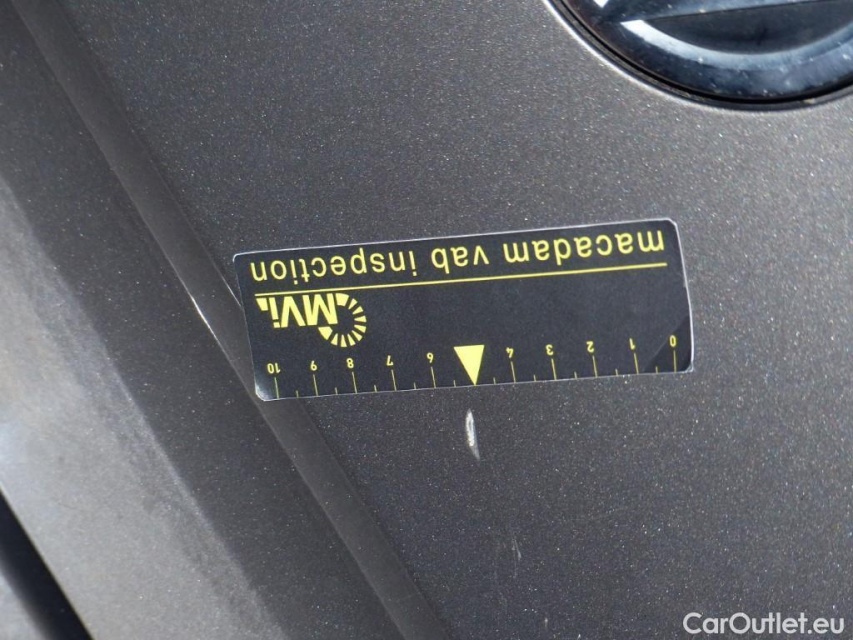 macadam vab inspection
MVi.
0 1 2 3 4 6 7 8 9 10
CarOutlet.eu